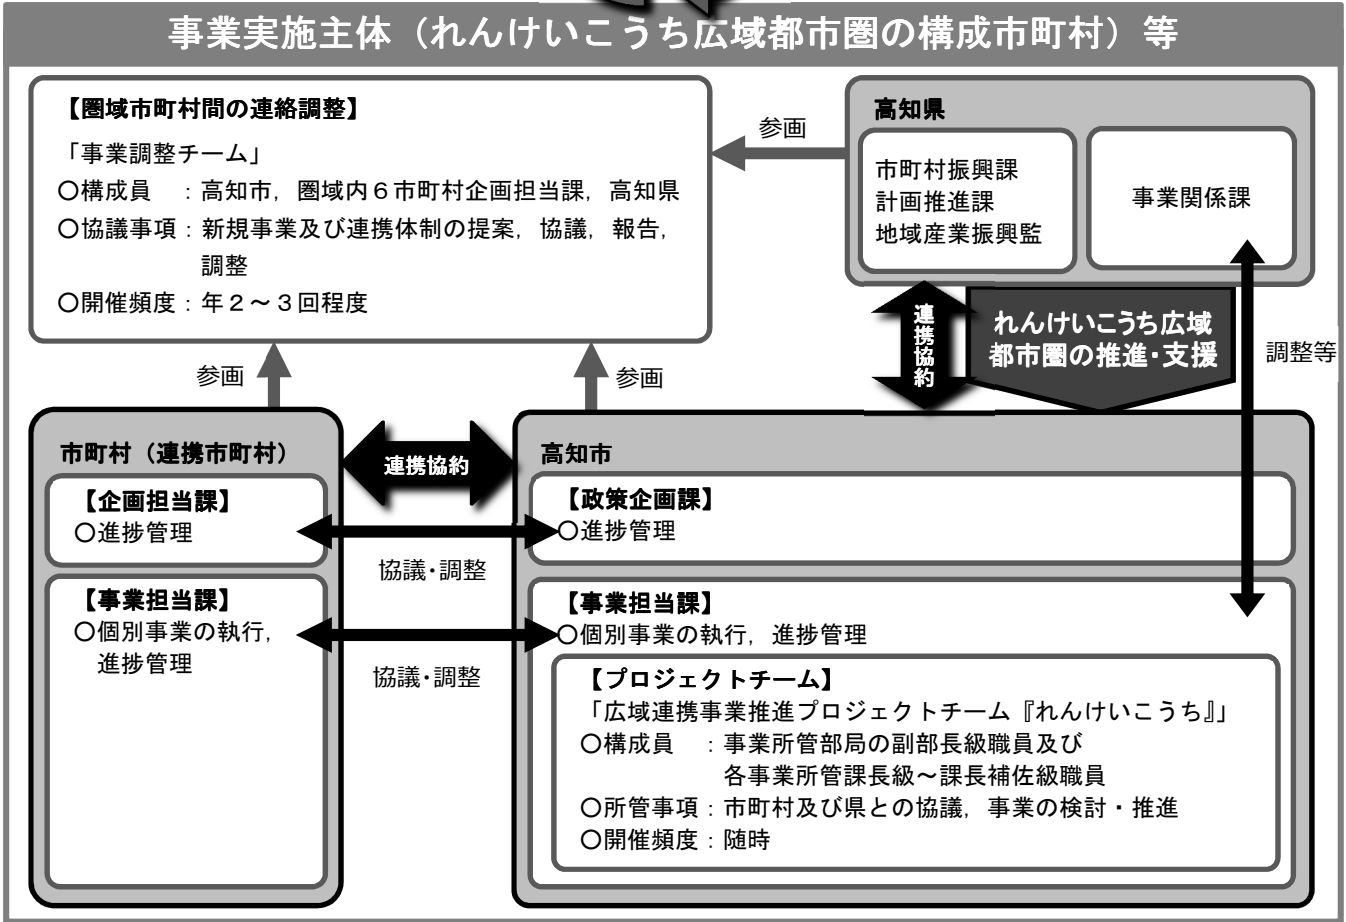 事業実施主体（れんけいこうち広域都市圏の構成市町村）等
【圏域市町村間の連絡調整】
「事業調整チーム」
○構成員　：高知市，圏域内６市町村企画担当課，高知県
○協議事項：新規事業及び連携体制の提案，協議，報告，
調整
○開催頻度：年２～３回程度
参画
高知県
市町村振興課
計画推進課
地域産業振興監
事業関係課
連携協約
れんけいこうち広域
都市圏の推進・支援
調整等
参画
参画
市町村（連携市町村）
【企画担当課】
○進捗管理
【事業担当課】
○個別事業の執行，
進捗管理
連携協約
協議・調整
協議・調整
高知市
【政策企画課】
○進捗管理
【事業担当課】
○個別事業の執行，進捗管理
【プロジェクトチーム】
「広域連携事業推進プロジェクトチーム『れんけいこうち』」
○構成員　：事業所管部局の副部長級職員及び
各事業所管課長級～課長補佐級職員
○所管事項：市町村及び県との協議，事業の検討・推進
○開催頻度：随時